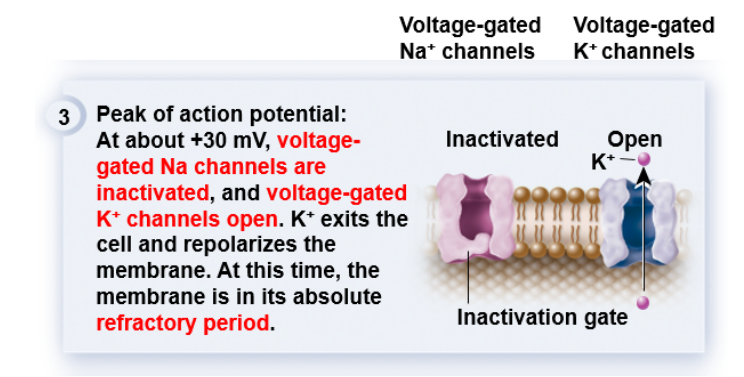 Voltage-gated Voltage-gated
Na⁺ channels K⁺ channels
3 Peak of action potential:
At about +30 mV, voltage-
gated Na channels are
inactivated, and voltage-gated
K⁺ channels open. K⁺ exits the
cell and repolarizes the
membrane. At this time, the
membrane is in its absolute
refractory period.
Inactivated Open
K⁺
Inactivation gate